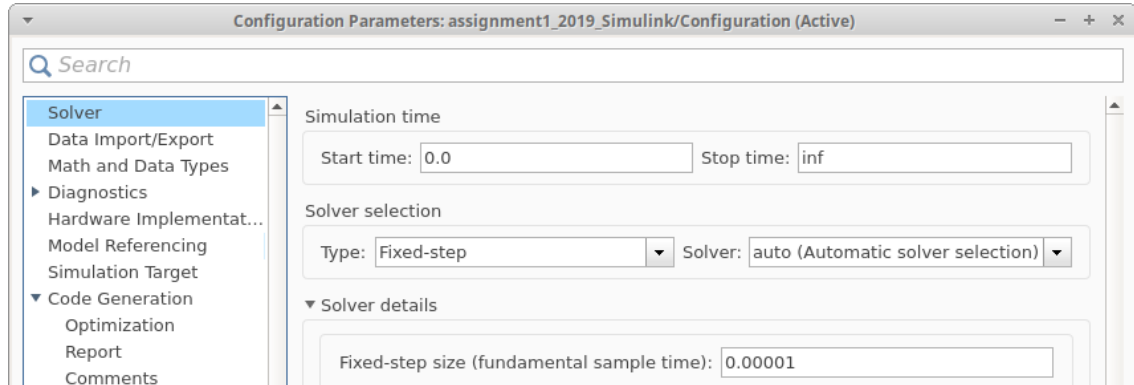 Configuration Parameters: assignment1_2019_Simulink/Configuration (Active)
Search
Solver
Data Import/Export
Math and Data Types
Diagnostics
Hardware Implementat...
Model Referencing
Simulation Target
Code Generation
Optimization
Report
Comments
Simulation time
Start time: 0.0 Stop time: inf
Solver selection
Type: Fixed-step Solver: auto (Automatic solver selection)
Solver details
Fixed-step size (fundamental sample time): 0.00001